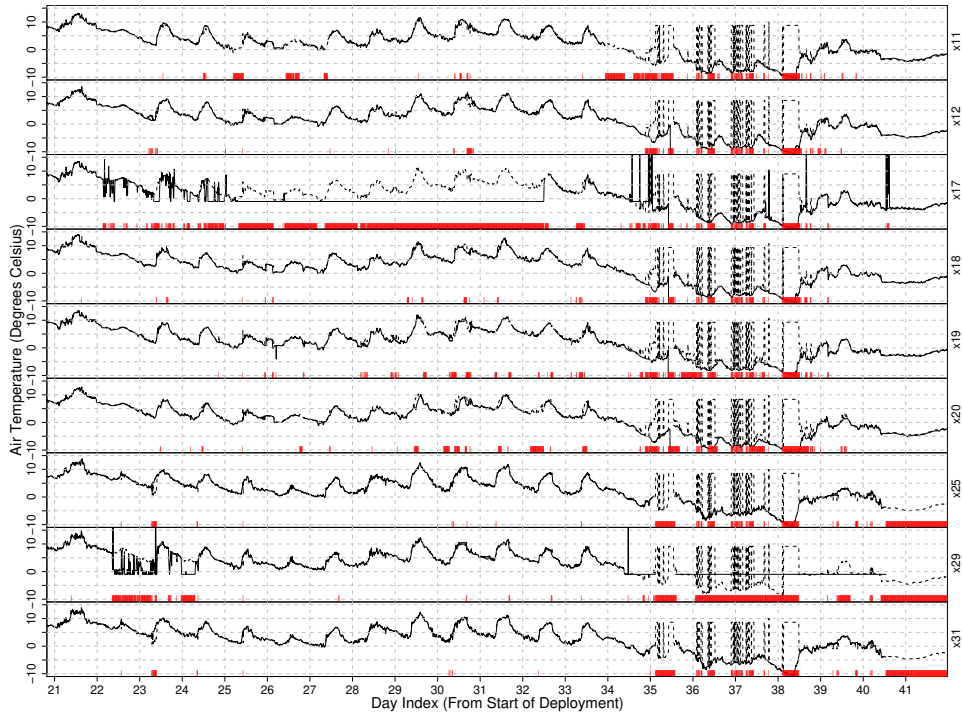 Air Temperature (Degrees Celsius)
10
0
−10
x11
10
0
−10
x12
10
0
−10
x17
10
0
−10
x18
10
0
−10
x19
10
0
−10
x20
10
0
−10
x25
10
0
−10
x29
10
0
−10
x31
21 22 23 24 25 26 27 28 29 30 31 32 33 34 35 36 37 38 39 40 41
Day Index (From Start of Deployment)